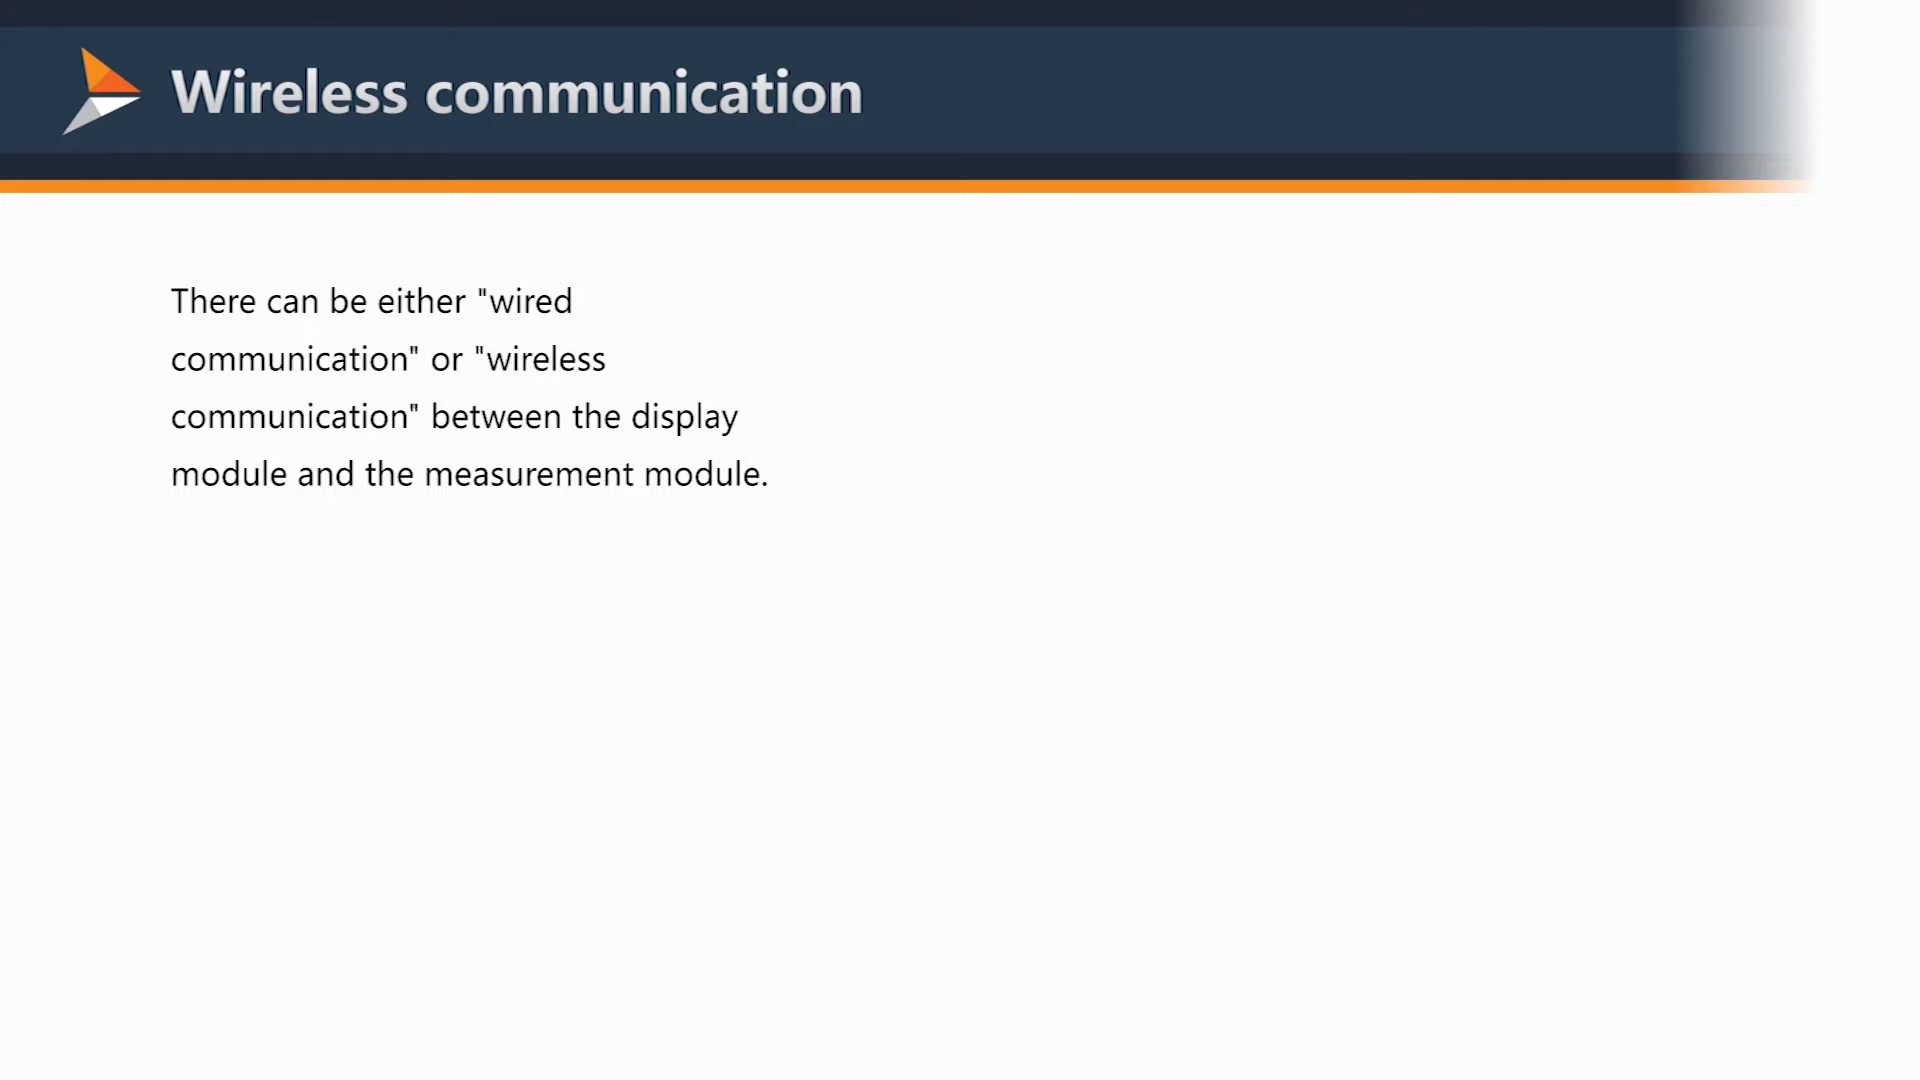 Wireless communication
There can be either "wired
communication" or "wireless
communication" between the display
module and the measurement module.